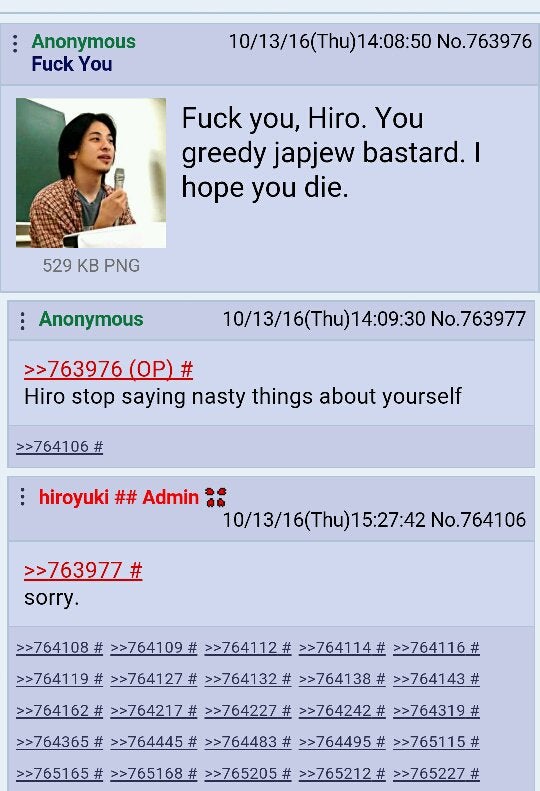 Anonymous 10/13/16(Thu)14:08:50 No.763976
Fuck You
Fuck you, Hiro. You
greedy japjew bastard. I
hope you die.
529 KB PNG
Anonymous 10/13/16(Thu)14:09:30 No.763977
>>763976 (OP) #
Hiro stop saying nasty things about yourself
>>764106 #
hiroyuki ## Admin
10/13/16(Thu)15:27:42 No.764106
>>763977 #
sorry.
>>764108 # >>764109 # >>764112 # >>764114 # >>764116 #
>>764119 # >>764127 # >>764132 # >>764138 # >>764143 #
>>764162 # >>764217 # >>764227 # >>764242 # >>764319 #
>>764365 # >>764445 # >>764483 # >>764495 # >>765115 #
>>765165 # >>765168 # >>765205 # >>765212 # >>765227 #